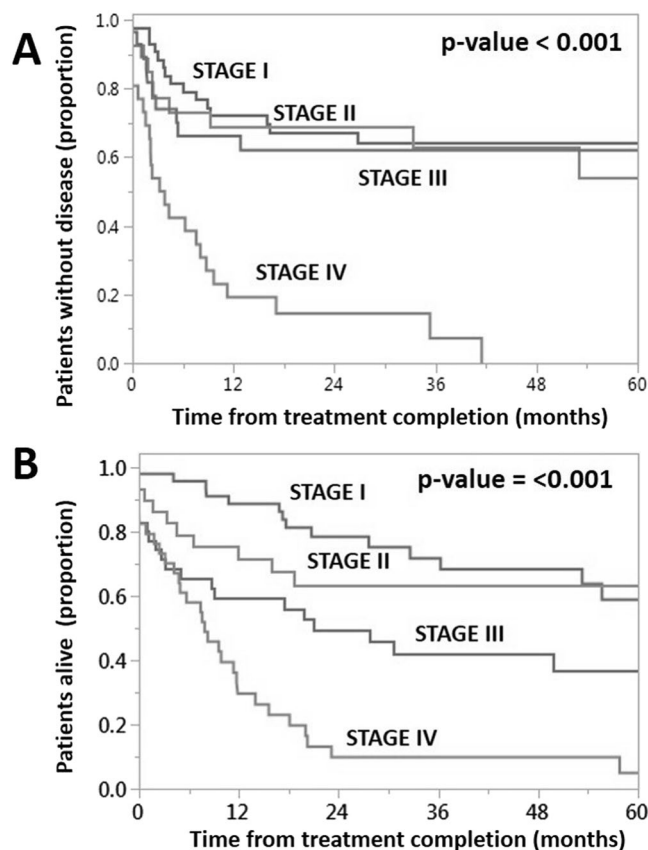 A
Patients without disease (proportion)
1.0
0.8
0.6
0.4
0.2
0.0
p-value < 0.001
STAGE I
STAGE II
STAGE III
STAGE IV
0 12 24 36 48 60
Time from treatment completion (months)
B
Patients alive (proportion)
1.0
0.8
0.6
0.4
0.2
0.0
p-value = <0.001
STAGE I
STAGE II
STAGE III
STAGE IV
0 12 24 36 48 60
Time from treatment completion (months)